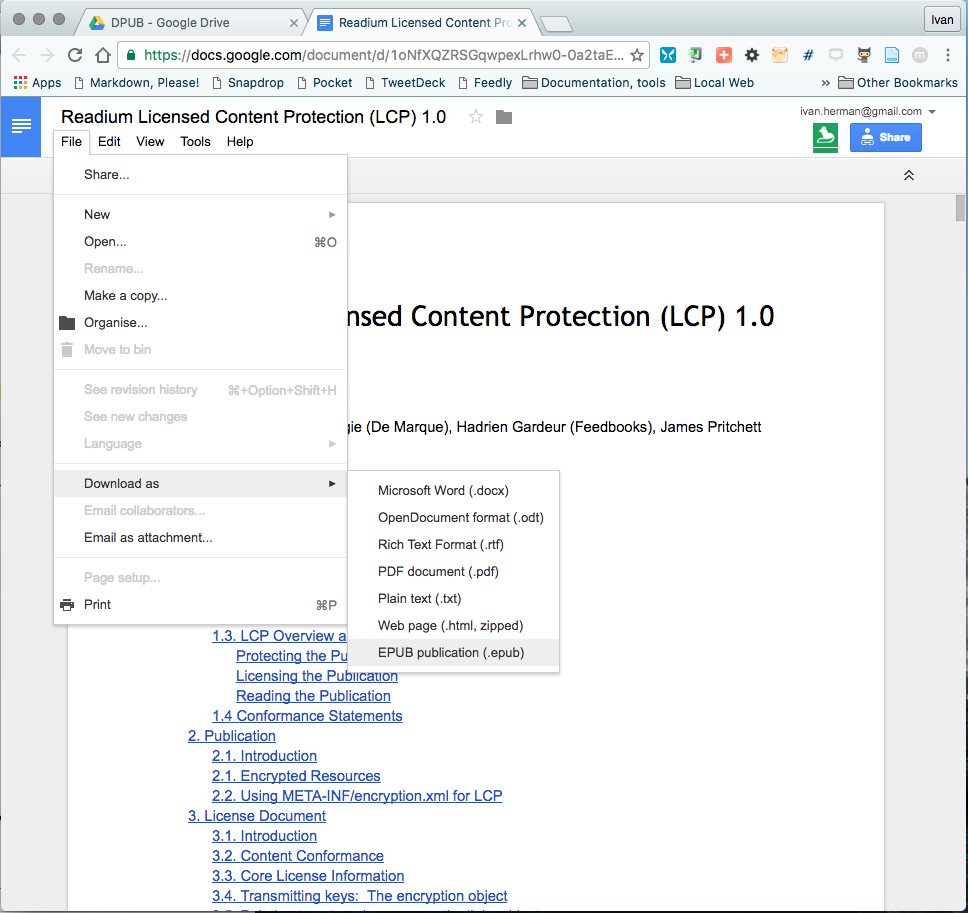 DPUB - Google Drive
Readium Licensed Content Pro
Ivan
https://docs.google.com/document/d/1oNfXQZRSGqwpexLrhw0-0a2taE...
Apps Markdown, Please! Snapdrop Pocket TweetDeck Feedly Documentation, tools Local Web » Other Bookmarks
Readium Licensed Content Protection (LCP) 1.0
ivan.herman@gmail.com
File Edit View Tools Help
Share
Share...
New
Open... ⌘O
Rename...
Make a copy...
Organise...
Move to bin
See revision history ⌘+Option+Shift+H
See new changes
Language
Download as
Email collaborators...
Email as attachment...
Page setup...
Print ⌘P
Microsoft Word (.docx)
OpenDocument format (.odt)
Rich Text Format (.rtf)
PDF document (.pdf)
Plain text (.txt)
Web page (.html, zipped)
EPUB publication (.epub)
nsed Content Protection (LCP) 1.0
gie (De Marque), Hadrien Gardeur (Feedbooks), James Pritchett
1.3. LCP Overview a
Protecting the Pu
Licensing the Publication
Reading the Publication
1.4 Conformance Statements
2. Publication
2.1. Introduction
2.1. Encrypted Resources
2.2. Using META-INF/encryption.xml for LCP
3. License Document
3.1. Introduction
3.2. Content Conformance
3.3. Core License Information
3.4. Transmitting keys: The encryption object